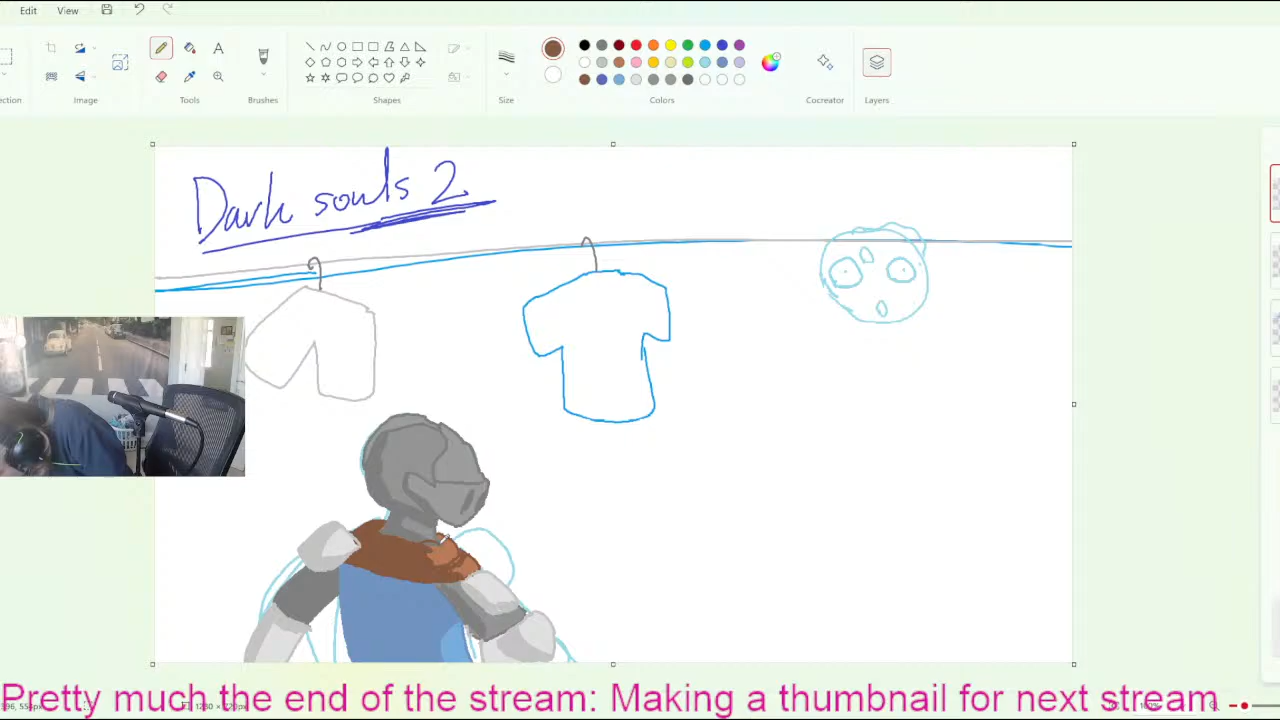 Edit View
Image Tools Brushes Shapes Size Colors Cocreator Layers
Dark souls 2
Pretty much the end of the stream: Making a thumbnail for next stream